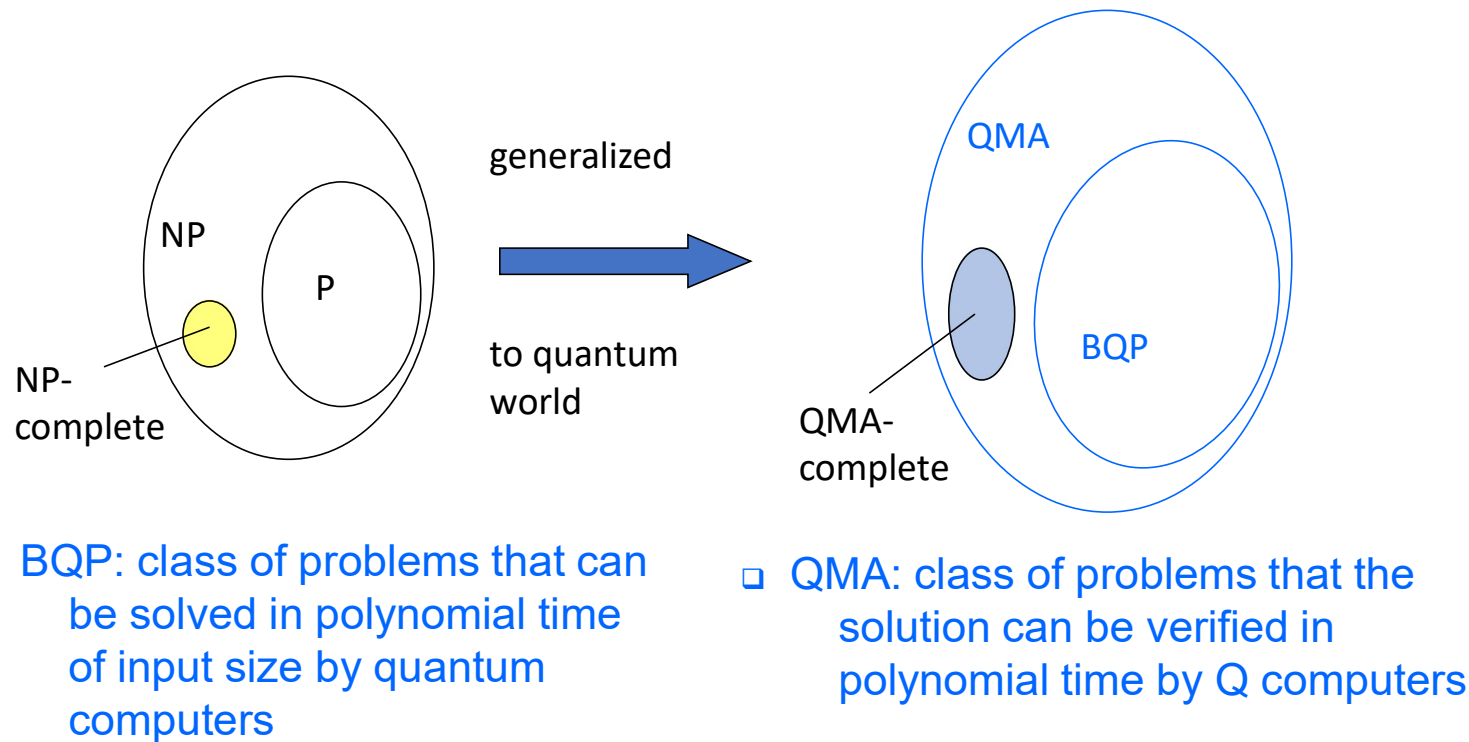 NP
P
NP-
complete
generalized
to quantum
world
QMA
BQP
QMA-
complete
BQP: class of problems that can
be solved in polynomial time
of input size by quantum
computers
❑ QMA: class of problems that the
solution can be verified in
polynomial time by Q computers